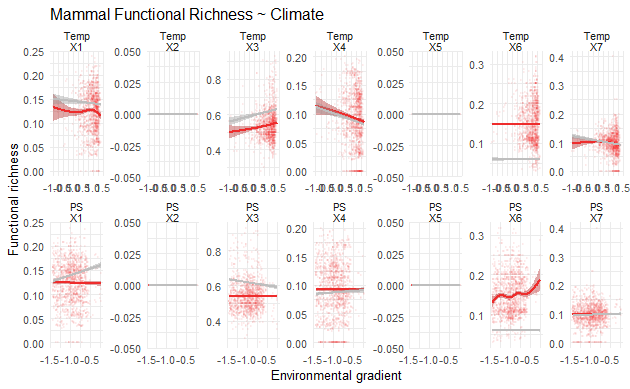 Mammal Functional Richness ~ Climate
Temp Temp Temp Temp Temp Temp Temp
X1 X2 X3 X4 X5 X6 X7
0.25 0.20 0.15 0.10 0.05 0.00
0.050 0.025 0.000 -0.025 -0.050
0.8 0.6 0.4
0.20 0.15 0.10 0.05 0.00
0.050 0.025 0.000 -0.025 -0.050
0.3 0.2 0.1
0.4 0.3 0.2 0.1 0.0
PS PS PS PS PS PS PS
X1 X2 X3 X4 X5 X6 X7
0.25 0.20 0.15 0.10 0.05 0.00
0.050 0.025 0.000 -0.025 -0.050
0.8 0.6 0.4
0.20 0.15 0.10 0.05 0.00
0.050 0.025 0.000 -0.025 -0.050
0.3 0.2 0.1
0.4 0.3 0.2 0.1 0.0
-1.5-1.0-0.5 -1.5-1.0-0.5 -1.5-1.0-0.5 -1.5-1.0-0.5 -1.5-1.0-0.5 -1.5-1.0-0.5 -1.5-1.0-0.5
Functional richness
Environmental gradient